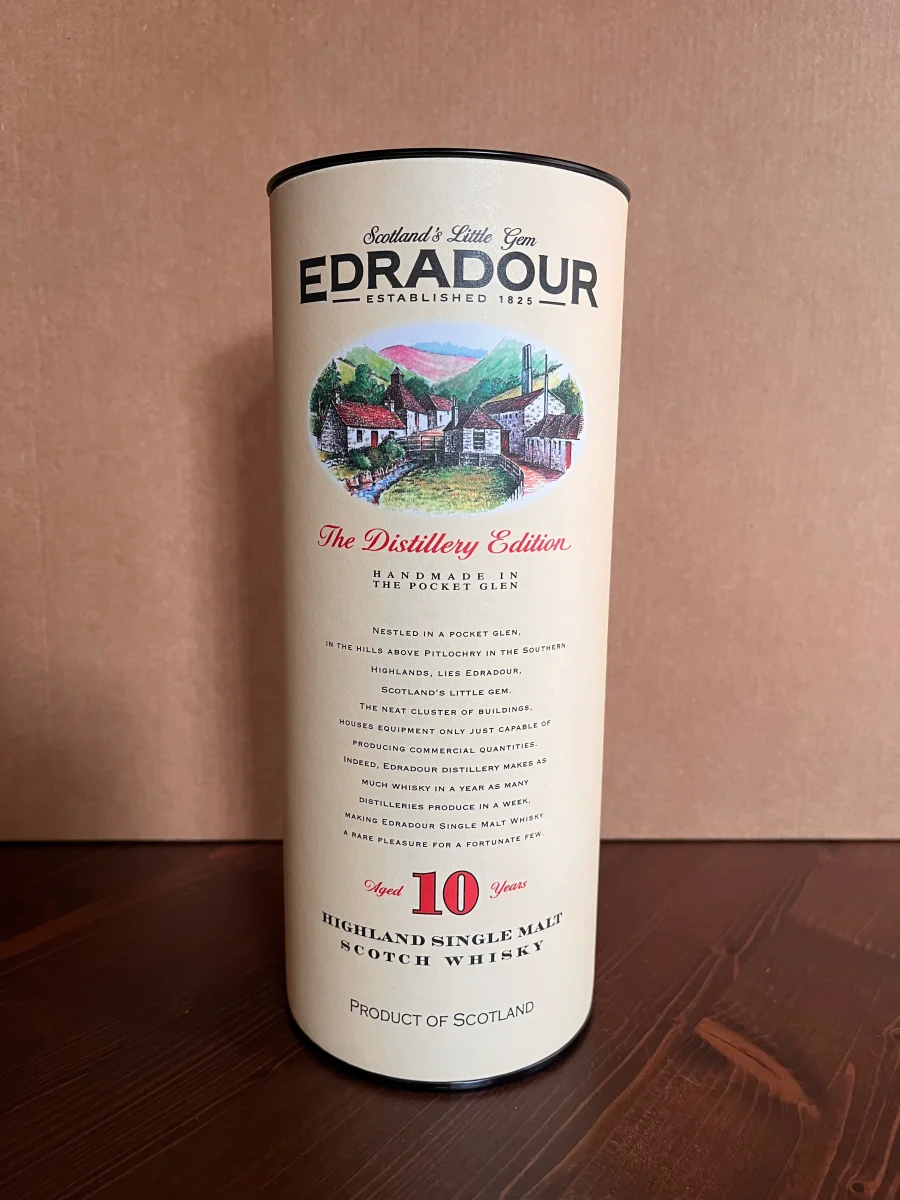 Scotland's Little Gem
EDRADOUR
ESTABLISHED 1825
The Distillery Edition
HANDMADE IN
THE POCKET GLEN
NESTLED IN A POCKET GLEN,
IN THE HILLS ABOVE PITLOCHRY IN THE SOUTHERN
HIGHLANDS, LIES EDRADOUR,
SCOTLAND'S LITTLE GEM.
THE NEAT CLUSTER OF BUILDINGS,
HOUSES EQUIPMENT ONLY JUST CAPABLE OF
PRODUCING COMMERCIAL QUANTITIES.
INDEED, EDRADOUR DISTILLERY MAKES AS
MUCH WHISKY IN A YEAR AS MANY
DISTILLERIES PRODUCE IN A WEEK,
MAKING EDRADOUR SINGLE MALT WHISKY
A RARE PLEASURE FOR A FORTUNATE FEW.
Aged 10 Years
HIGHLAND SINGLE MALT
SCOTCH WHISKY
PRODUCT OF SCOTLAND